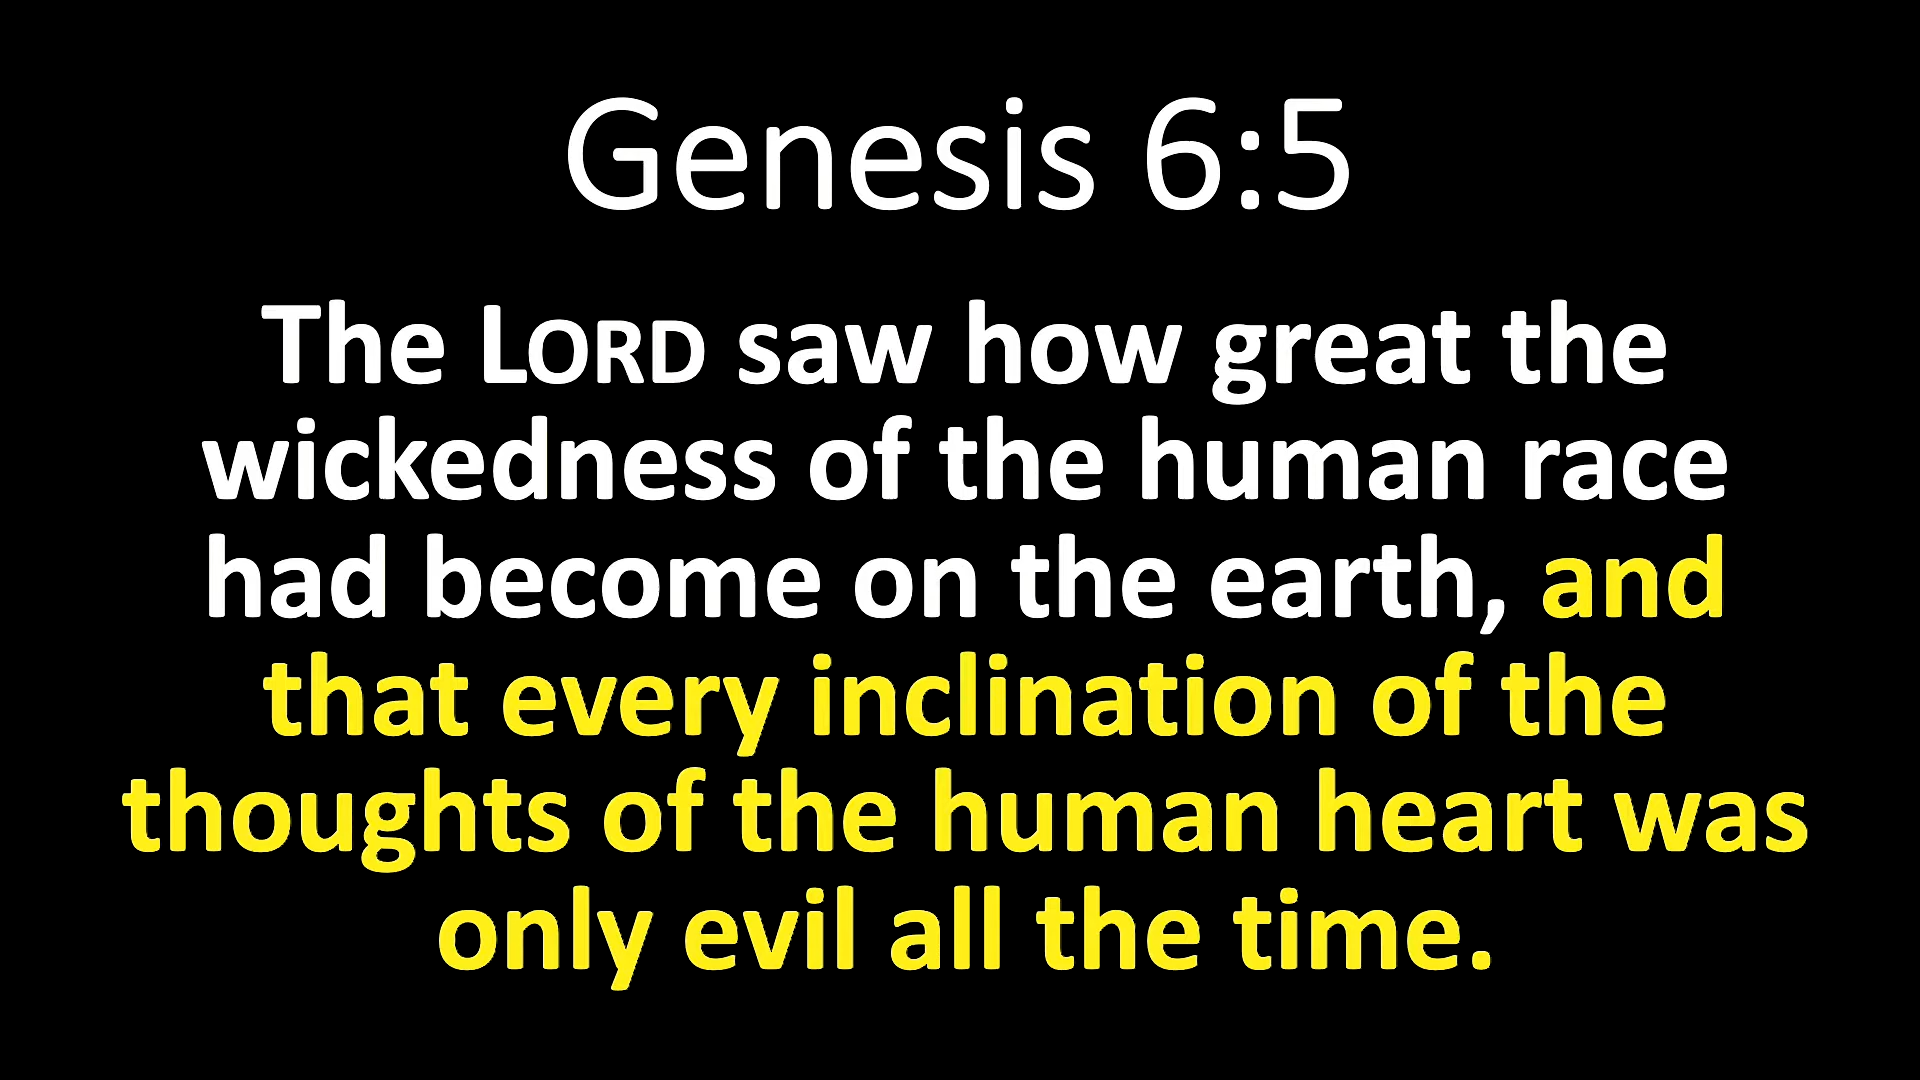 Genesis 6:5
The LORD saw how great the
wickedness of the human race
had become on the earth, and
that every inclination of the
thoughts of the human heart was
only evil all the time.